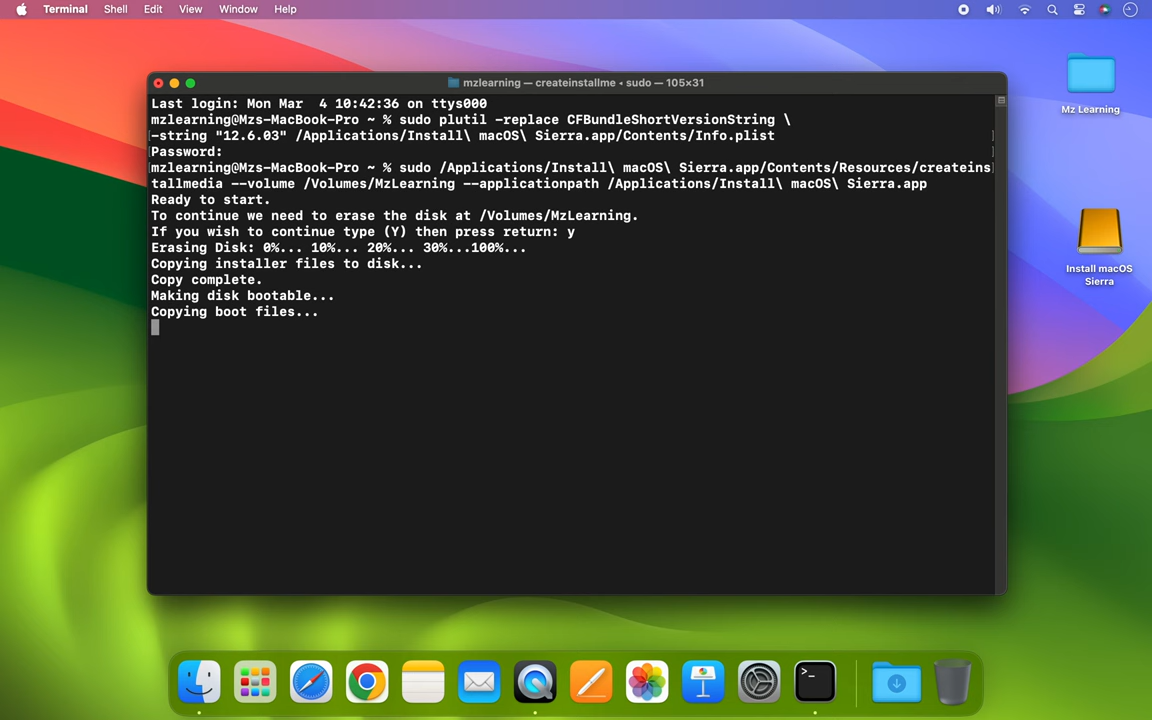 Terminal Shell Edit View Window Help
mzlearning — createinstallme • sudo — 105×31
Last login: Mon Mar  4 10:42:36 on ttys000
mzlearning@Mzs-MacBook-Pro ~ % sudo plutil -replace CFBundleShortVersionString \
[-string "12.6.03" /Applications/Install\ macOS\ Sierra.app/Contents/Info.plist ]
[Password: ]
[mzlearning@Mzs-MacBook-Pro ~ % sudo /Applications/Install\ macOS\ Sierra.app/Contents/Resources/createins]
tallmedia --volume /Volumes/MzLearning --applicationpath /Applications/Install\ macOS\ Sierra.app
Ready to start.
To continue we need to erase the disk at /Volumes/MzLearning.
If you wish to continue type (Y) then press return: y
Erasing Disk: 0%... 10%... 20%... 30%...100%...
Copying installer files to disk...
Copy complete.
Making disk bootable...
Copying boot files...
Mz Learning
Install macOS
Sierra
>_